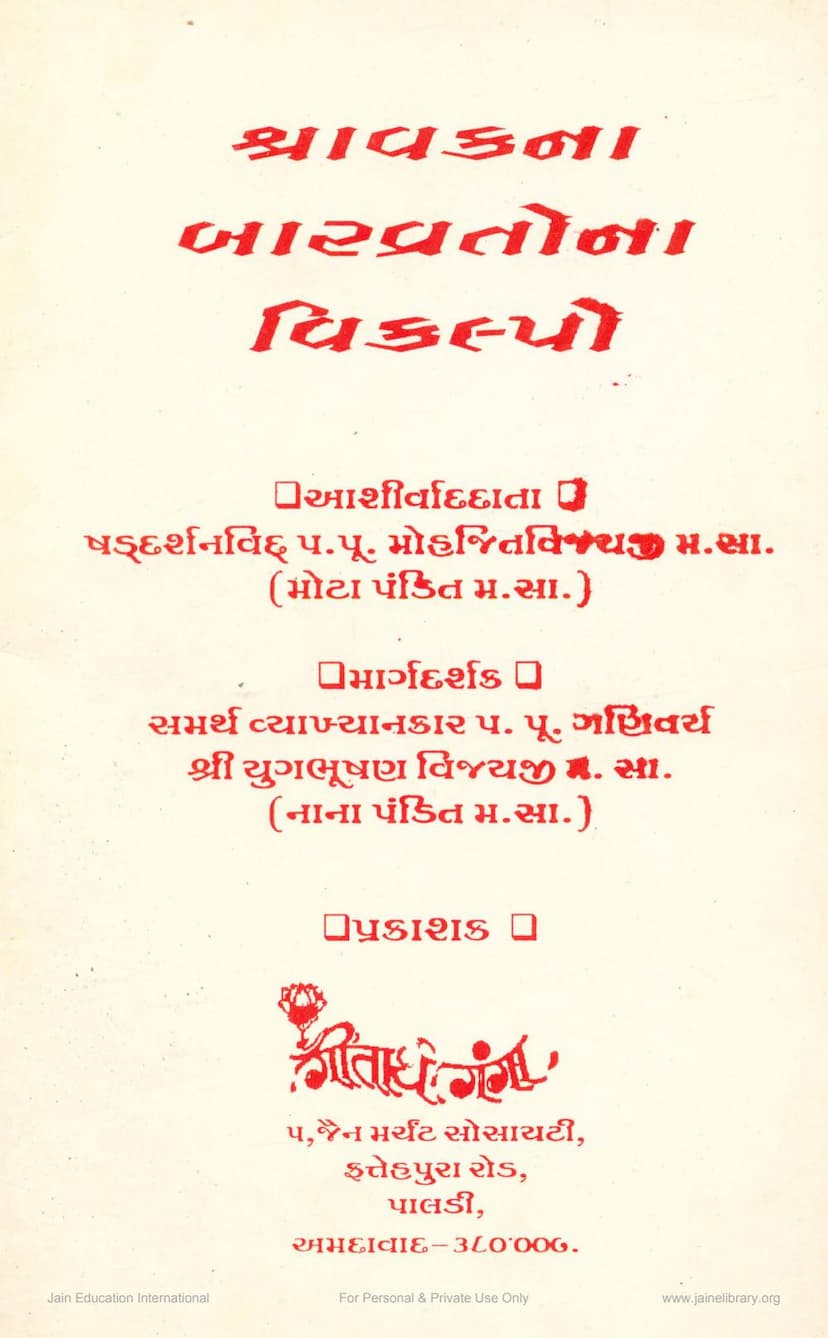 શ્રાવકના
બારવ્રતોના
વિકલ્પો
❑આશીર્વાદદાતા ❑
ષડ્દર્શનવિદ્ પ.પૂ. મોહજિતવિજયજી મ.સા.
(મોટા પંડિત મ.સા.)
❑માર્ગદર્શક ❑
સમર્થ વ્યાખ્યાનકાર પ. પૂ. ગણિવર્ય
શ્રી યુગભૂષણ વિજયજી મ. સા.
(નાના પંડિત મ.સા.)
❑પ્રકાશક ❑
ગીતાર્થ ગંગા
૫,જૈન મર્ચંટ સોસાયટી,
ફત્તેહપુરા રોડ,
પાલડી,
અમદાવાદ–૩૮૦૦૦૭.
Jain Education International For Personal & Private Use Only www.jainelibrary.org